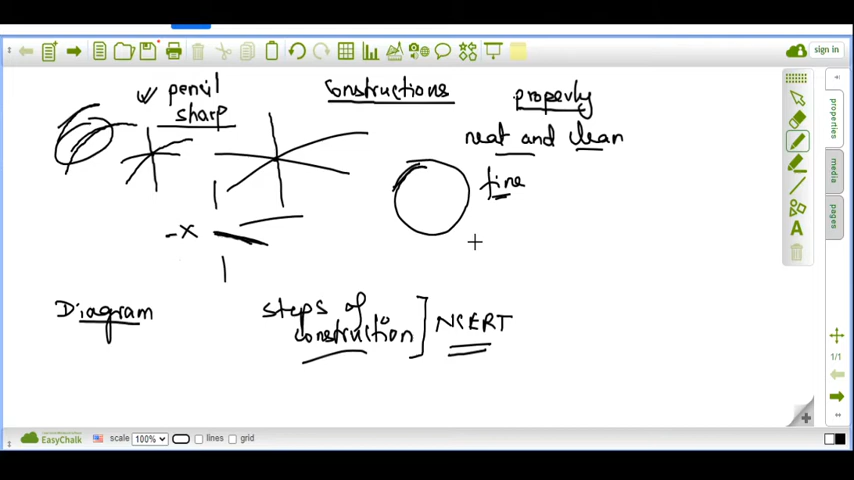 sign in
pencil
sharp
constructions
properly
neat and clean
fine
-x
Diagram
steps of
construction
NCERT
properties
media
pages
1/1
EasyChalk
scale
100%
lines
grid